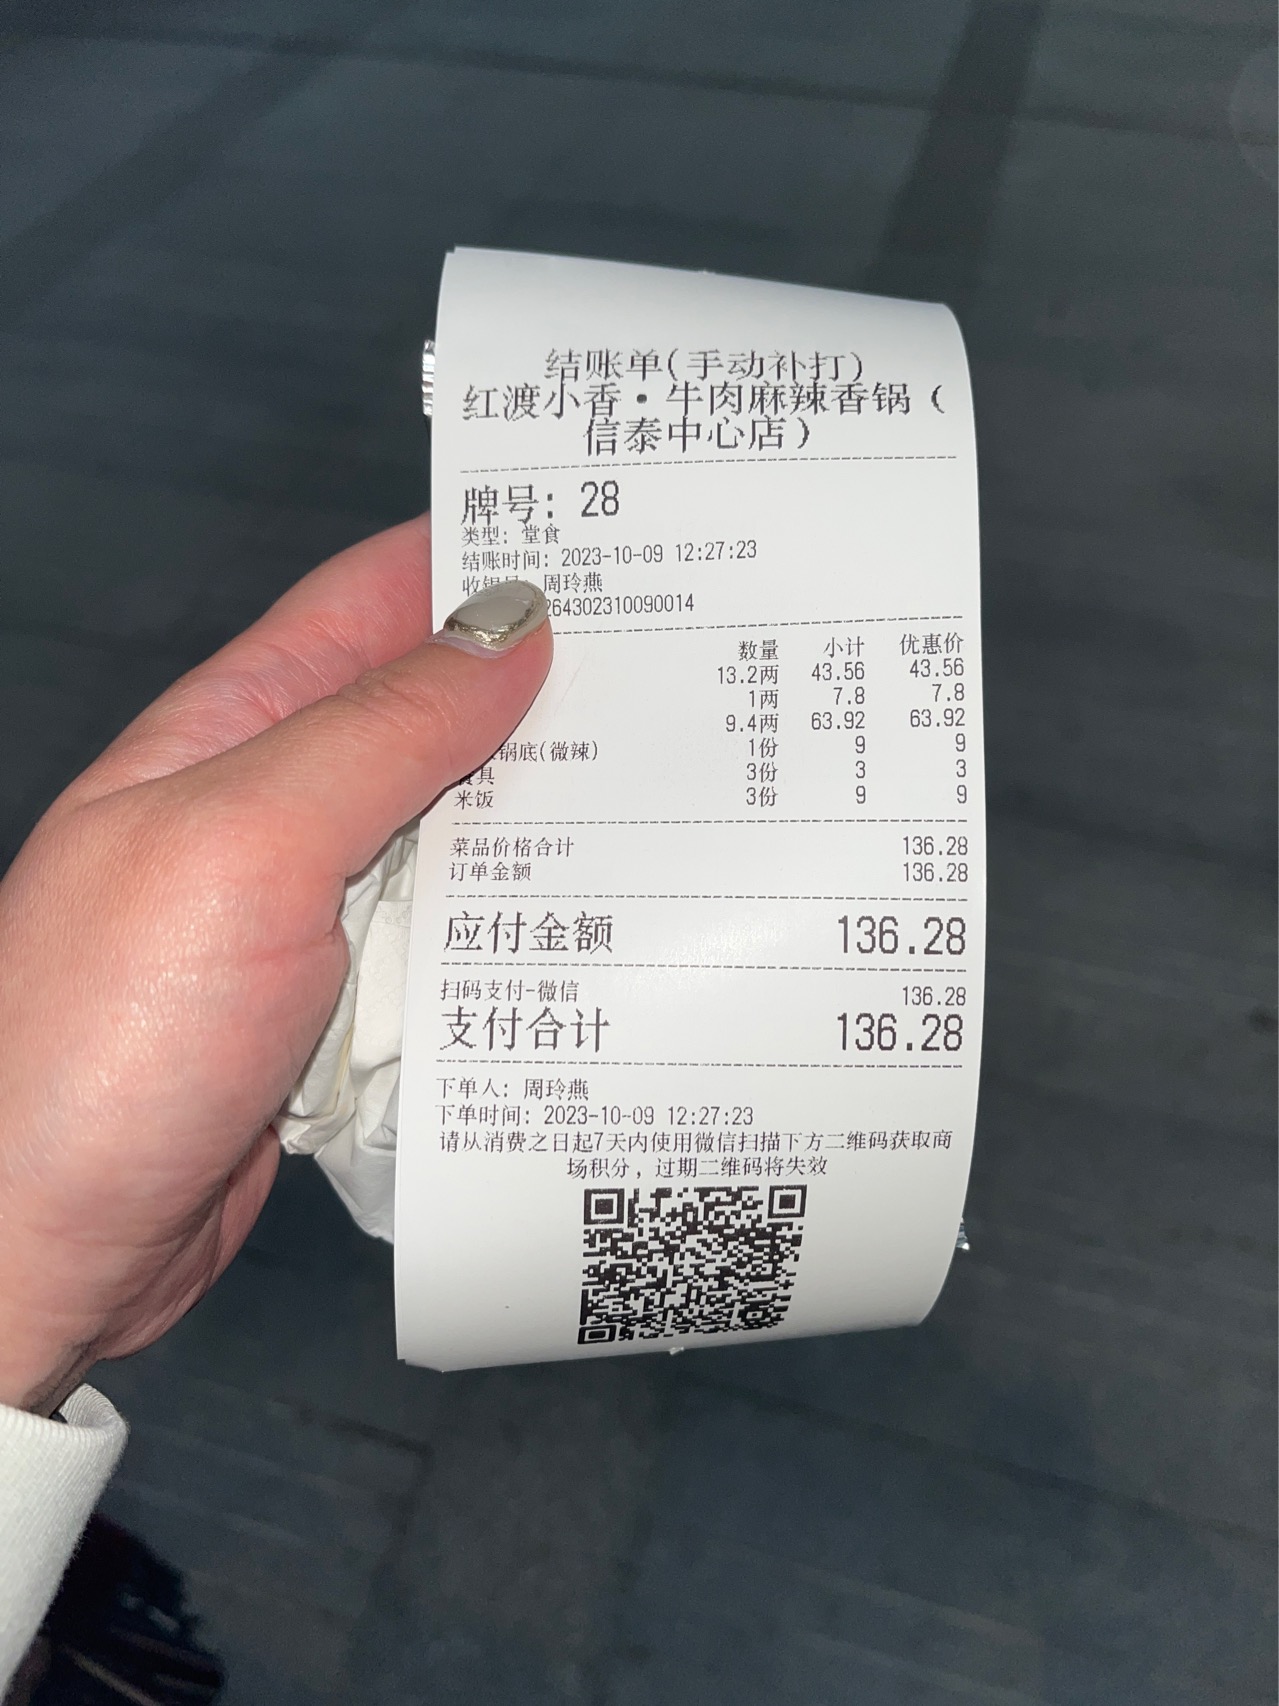 结账单(手动补打)
红渡小香·牛肉麻辣香锅(
信泰中心店)
牌号: 28
类型: 堂食
结账时间: 2023-10-09 12:27:23
周玲燕
264302310090014
数量 小计 优惠价
13.2两 43.56 43.56
1两 7.8 7.8
9.4两 63.92 63.92
锅底(微辣) 1份 9 9
餐具 3份 3 3
米饭 3份 9 9
菜品价格合计 136.28
订单金额 136.28
应付金额 136.28
扫码支付-微信 136.28
支付合计 136.28
下单人: 周玲燕
下单时间: 2023-10-09 12:27:23
请从消费之日起7天内使用微信扫描下方二维码获取商
场积分, 过期二维码将失效